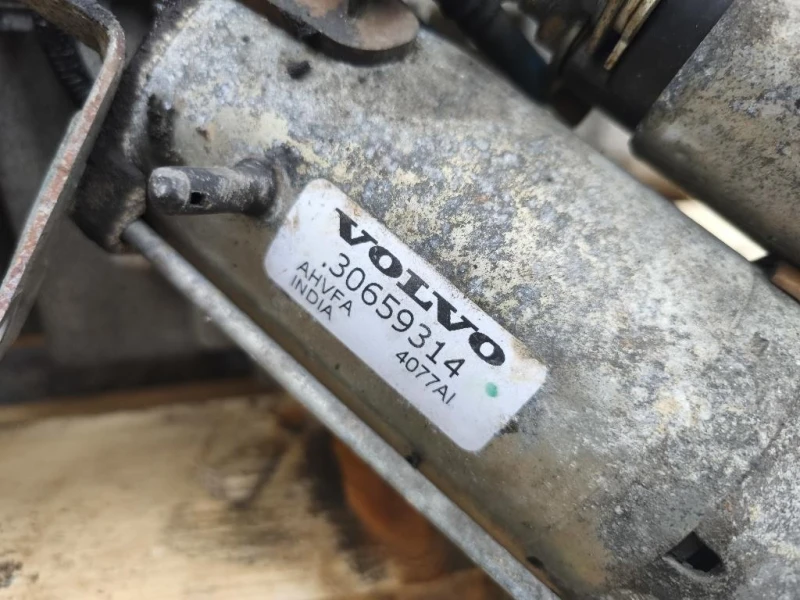 VOLVO
.30659314
AHVFA
INDIA
4077AI